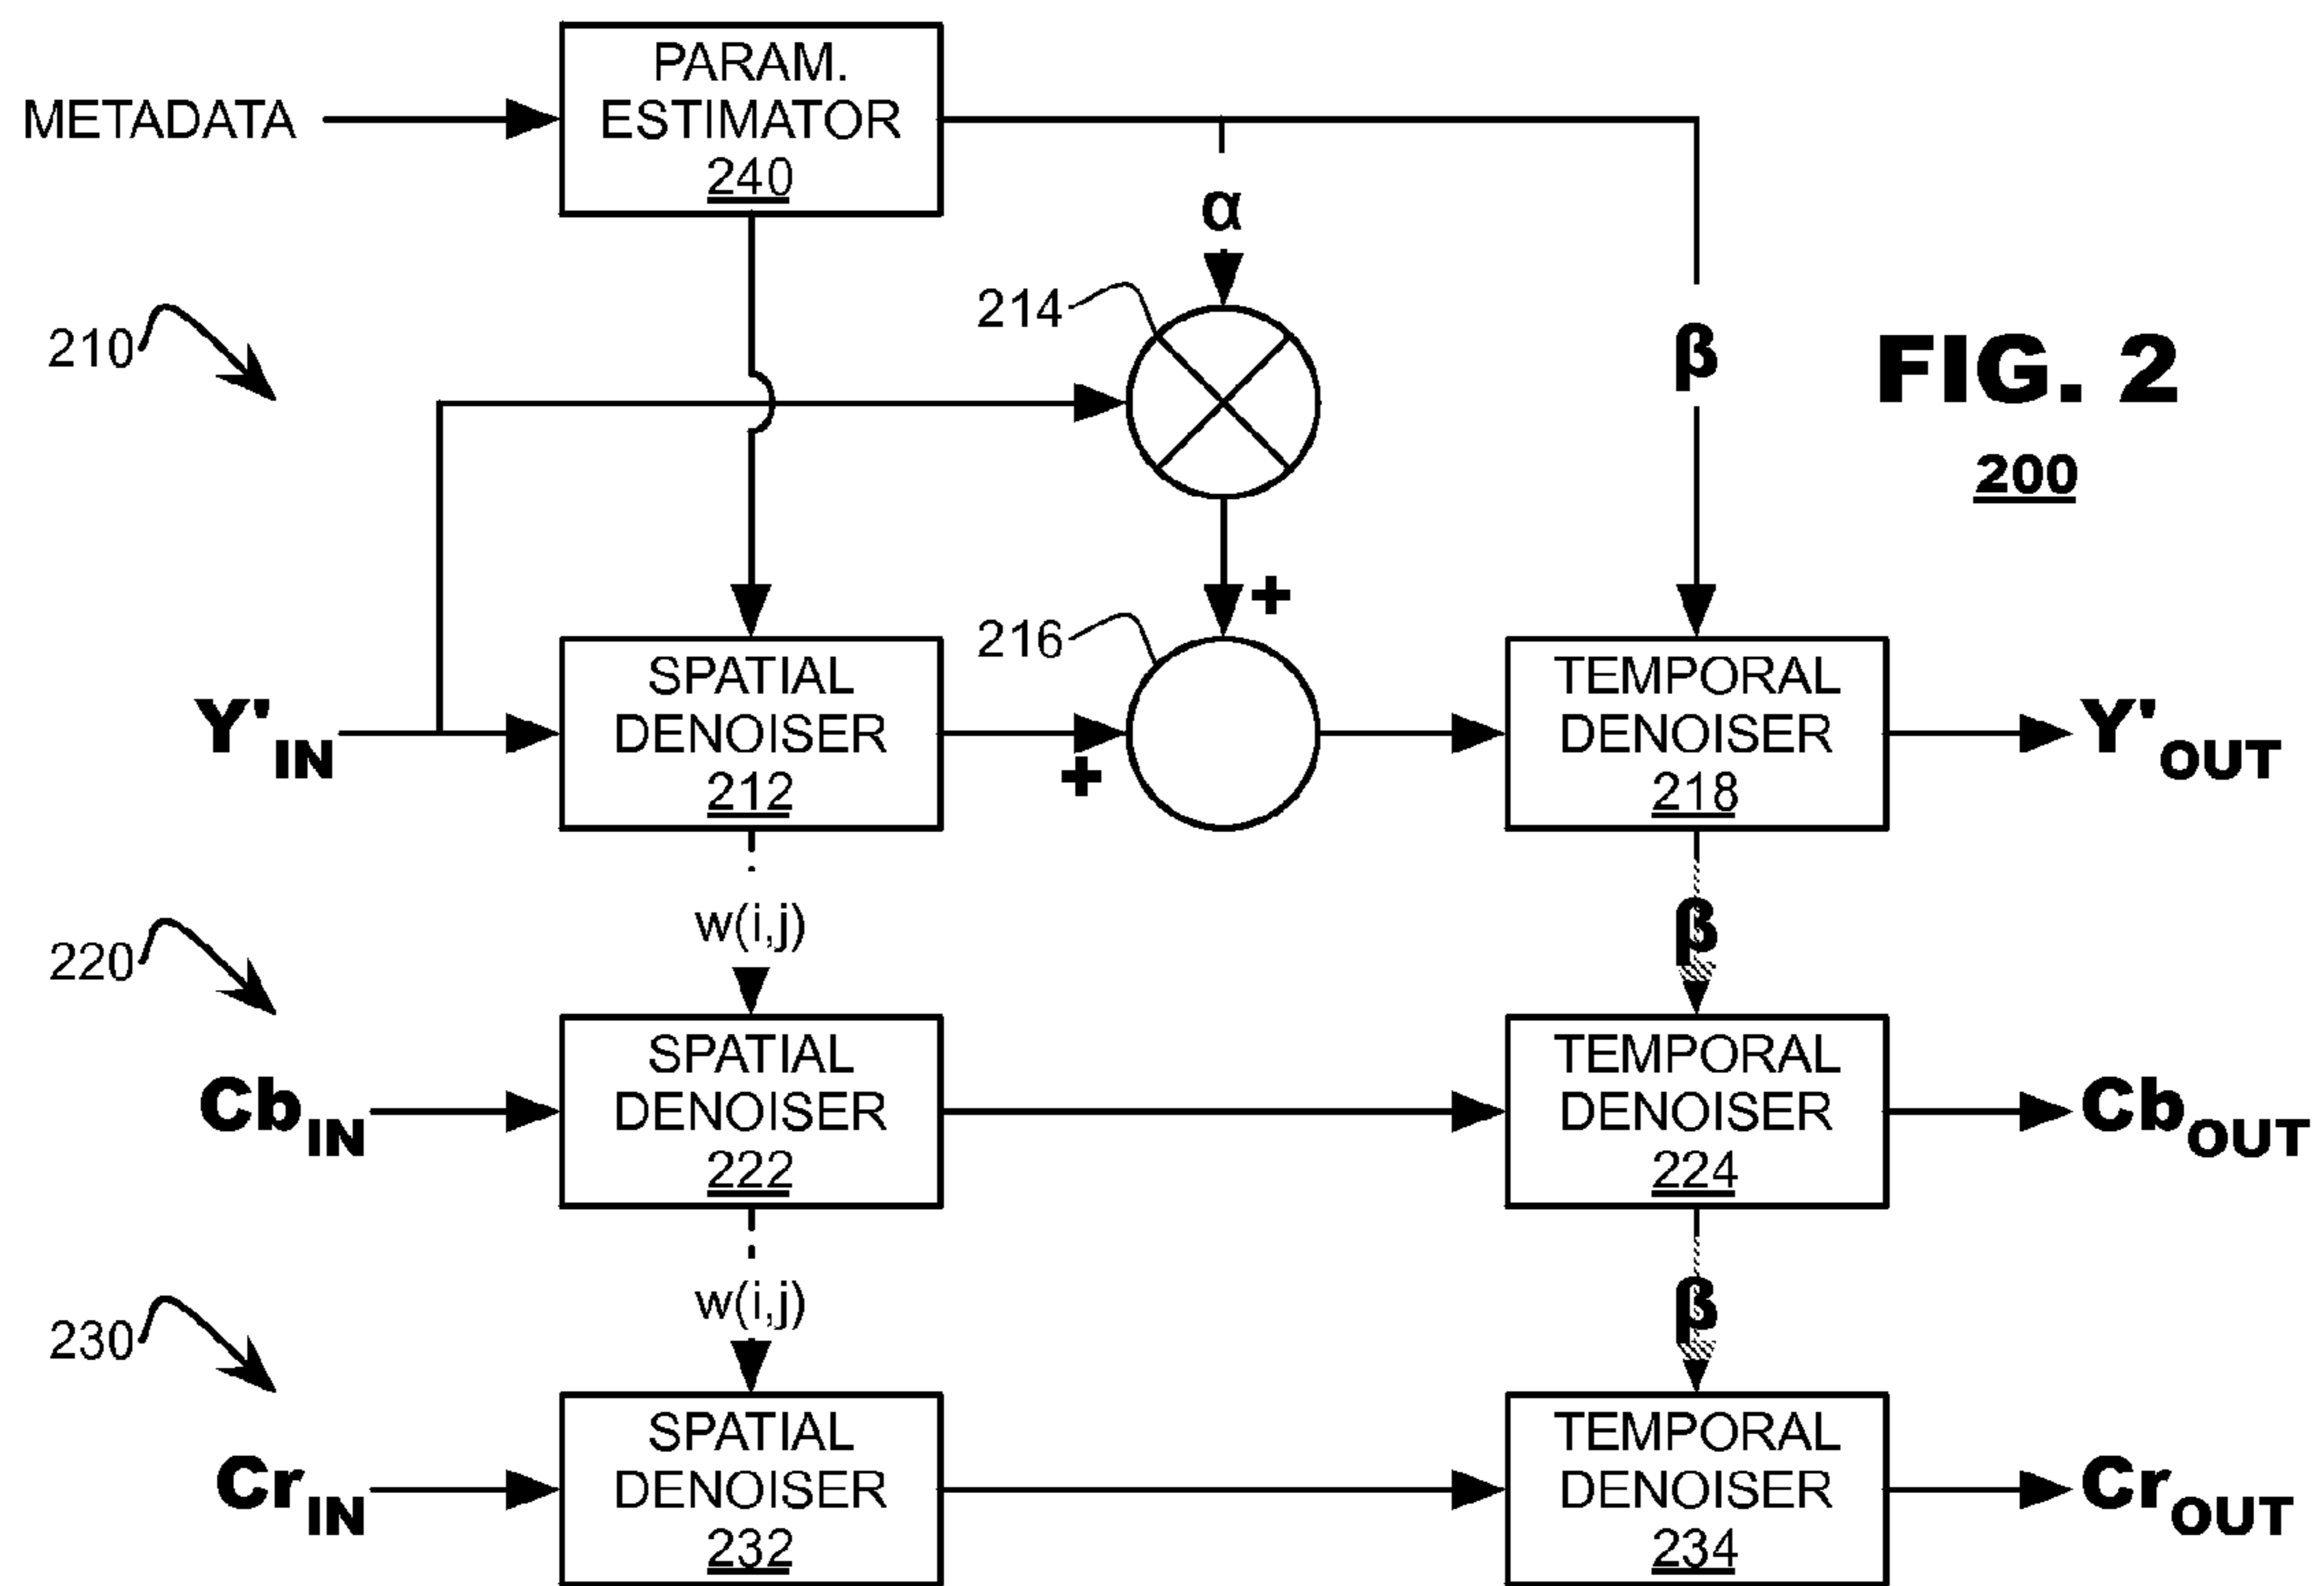 PARAM.
METADATA
ESTIMATOR
240
α
214
210
β
FIG. 2
200
+
216
SPATIAL
DENOISER
212
TEMPORAL
DENOISER
218
Y'IN
+
Y'OUT
w(i,j)
β
220
SPATIAL
DENOISER
222
TEMPORAL
DENOISER
224
CbIN
CbOUT
w(i,j)
β
230
SPATIAL
DENOISER
232
TEMPORAL
DENOISER
234
CrIN
CrOUT